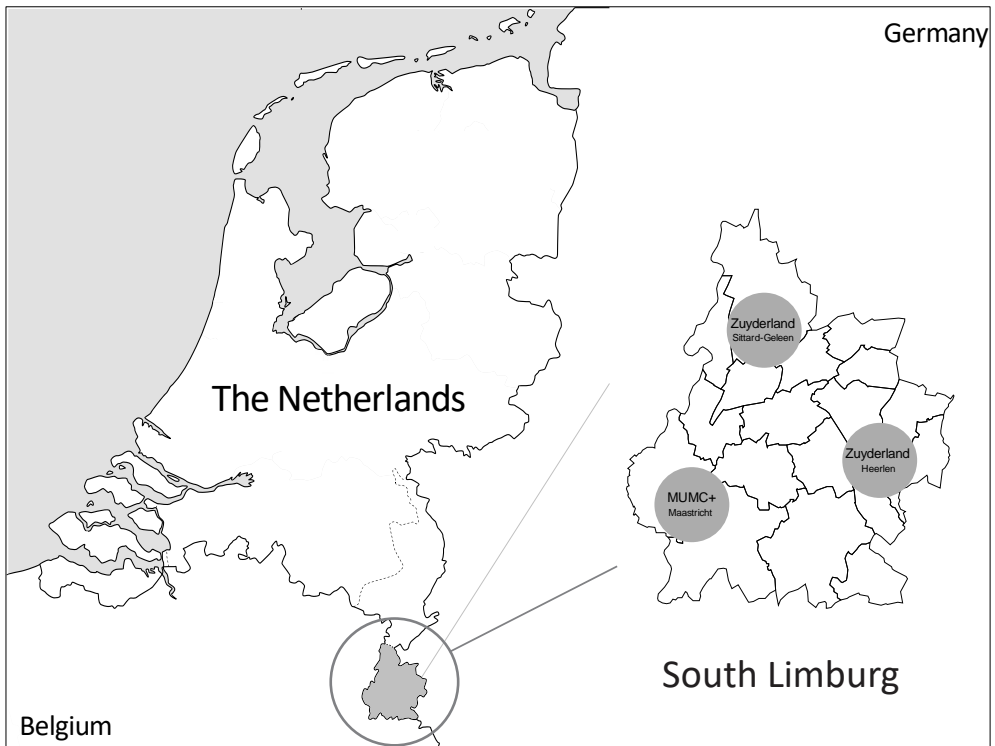 Germany
Zuyderland
Sittard-Geleen
The Netherlands
Zuyderland
Heerlen
MUMC+
Maastricht
South Limburg
Belgium